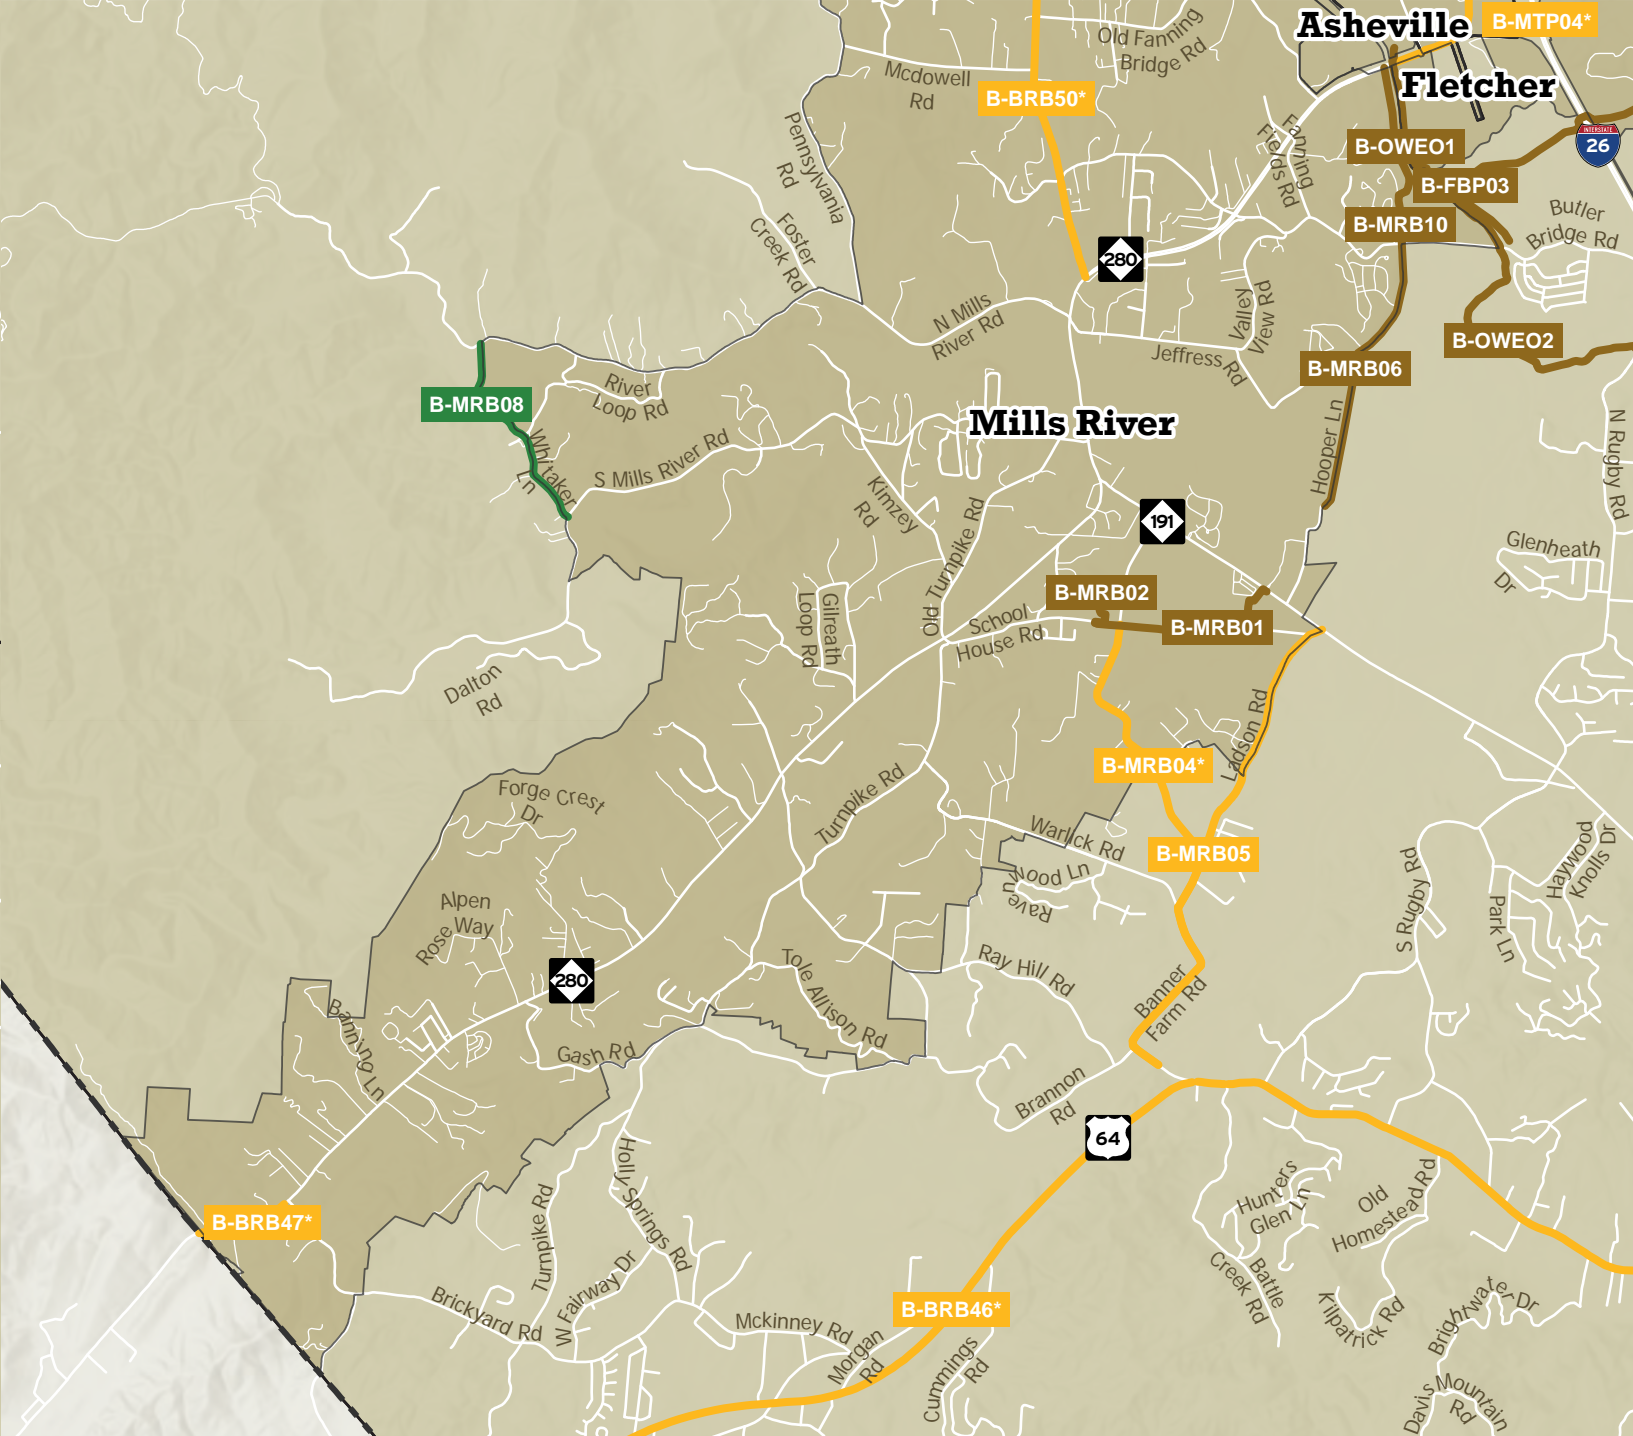 Asheville
B-MTP04*
Old Fanning
Bridge Rd
Mcdowell
Rd
B-BRB50*
Fletcher
Pennsylvania
Rd
Fanning
Fields Rd
B-OWEO1
INTERSTATE
26
B-FBP03
Foster
Creek Rd
B-MRB10
Butler
Bridge Rd
280
N Mills
River Rd
Valley
View Rd
B-OWEO2
Jeffress Rd
B-MRB06
River
Loop Rd
B-MRB08
Mills River
Whitaker
Ln
S Mills River Rd
Hooper Ln
N Rugby Rd
Kimzey
Rd
191
Old Turnpike Rd
Glenheath
Dr
B-MRB02
Gilreath
Loop Rd
School
House Rd
B-MRB01
Dalton
Rd
Ladson Rd
B-MRB04*
Forge Crest
Dr
Turnpike Rd
Warlick Rd
B-MRB05
Haywood
Knolls Dr
Ravenwood Ln
S Rugby Rd
Park Ln
Alpen
Rose Way
Tole Allison Rd
Ray Hill Rd
280
Banner
Farm Rd
Banning Ln
Gash Rd
Brannon
Rd
64
Holly Springs Rd
Turnpike Rd
Hunters
Glen Ln
Old
Homestead Rd
B-BRB47*
W Fairway Dr
Battle
Creek Rd
Brickyard Rd
Kilpatrick Rd
Brightwater Dr
B-BRB46*
Mckinney Rd
Morgan
Rd
Cummings
Rd
Davis Mountain
Rd